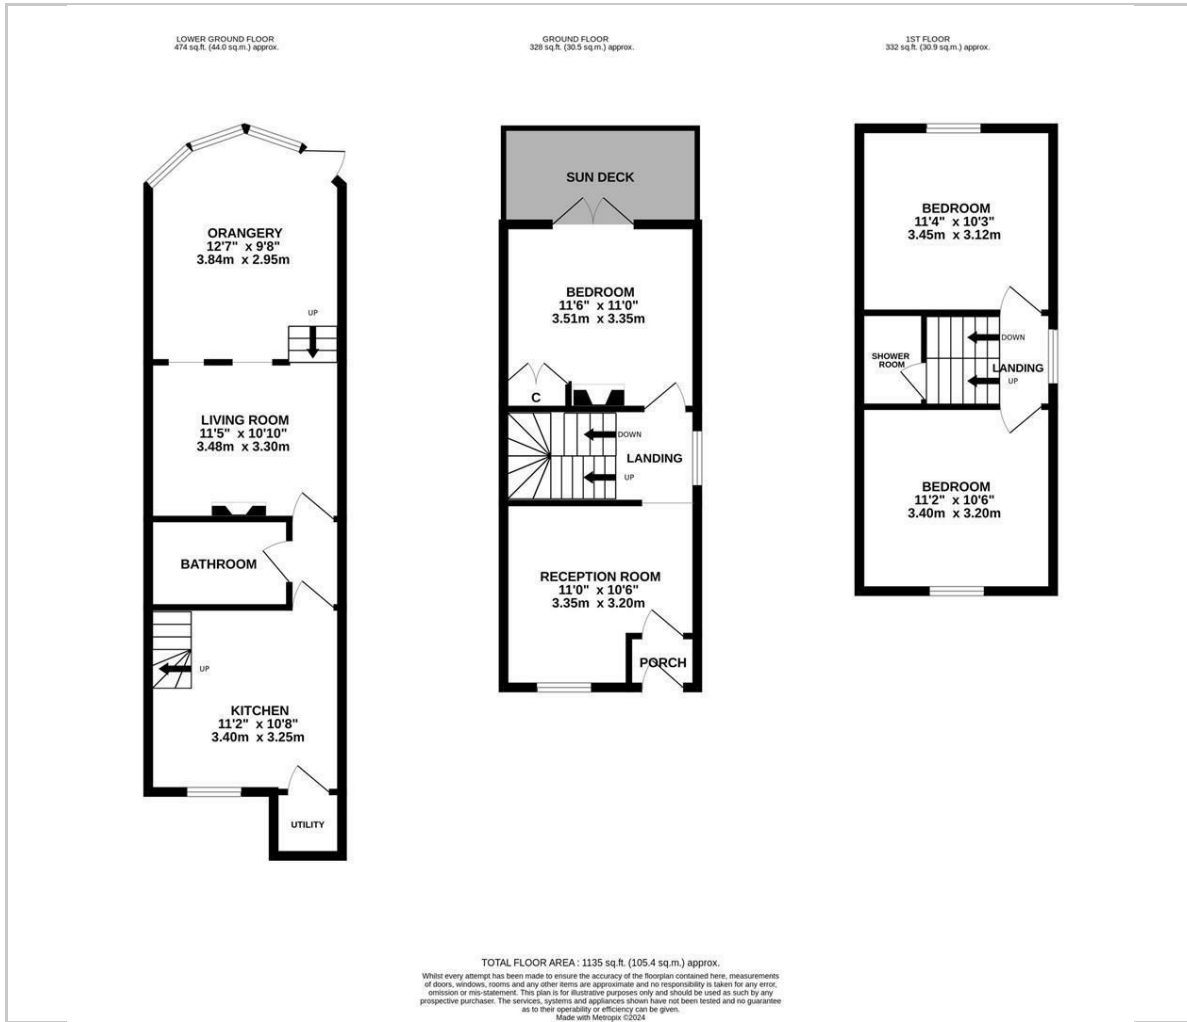 LOWER GROUND FLOOR
474 sq.ft. (44.0 sq.m.) approx.
ORANGERY
12'7" x 9'8"
3.84m x 2.95m
UP
LIVING ROOM
11'5" x 10'10"
3.48m x 3.30m
BATHROOM
UP
KITCHEN
11'2" x 10'8"
3.40m x 3.25m
UTILITY
GROUND FLOOR
328 sq.ft. (30.5 sq.m.) approx.
SUN DECK
BEDROOM
11'6" x 11'0"
3.51m x 3.35m
C
DOWN
LANDING
UP
RECEPTION ROOM
11'0" x 10'6"
3.35m x 3.20m
PORCH
1ST FLOOR
332 sq.ft. (30.9 sq.m.) approx.
BEDROOM
11'4" x 10'3"
3.45m x 3.12m
SHOWER
ROOM
DOWN
LANDING
UP
BEDROOM
11'2" x 10'6"
3.40m x 3.20m
TOTAL FLOOR AREA : 1135 sq.ft. (105.4 sq.m.) approx.
Whilst every attempt has been made to ensure the accuracy of the floorplan contained here, measurements
of doors, windows, rooms and any other items are approximate and no responsibility is taken for any error,
omission or mis-statement. This plan is for illustrative purposes only and should be used as such by any
prospective purchaser. The services, systems and appliances shown have not been tested and no guarantee
as to their operability or efficiency can be given.
Made with Metropix ©2024